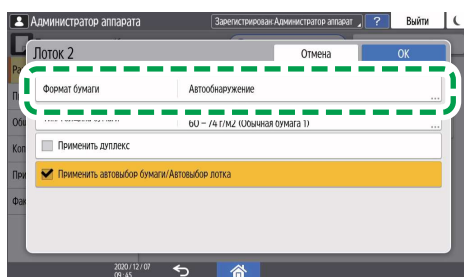 Администратор аппарата Зарегистрирован Администратор аппарат ? Выйти
Лоток 2 Отмена OK
Формат бумаги Автообнаружение ...
60 – 74 г/м2 (Обычная бумага 1) ...
Применить дуплекс
Применить автовыбор бумаги/Автовыбор лотка
2020 / 12 / 07
09 : 45